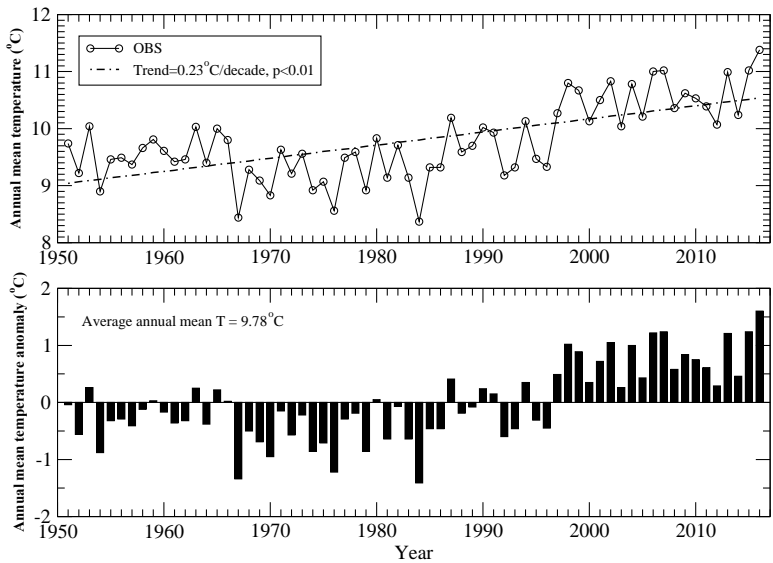 Annual mean temperature (°C)
12
11
10
9
8
OBS
Trend=0.23°C/decade, p<0.01
1950 1960 1970 1980 1990 2000 2010
Annual mean temperature anomaly (°C)
2
1
0
-1
-2
Average annual mean T = 9.78°C
1950 1960 1970 1980 1990 2000 2010
Year